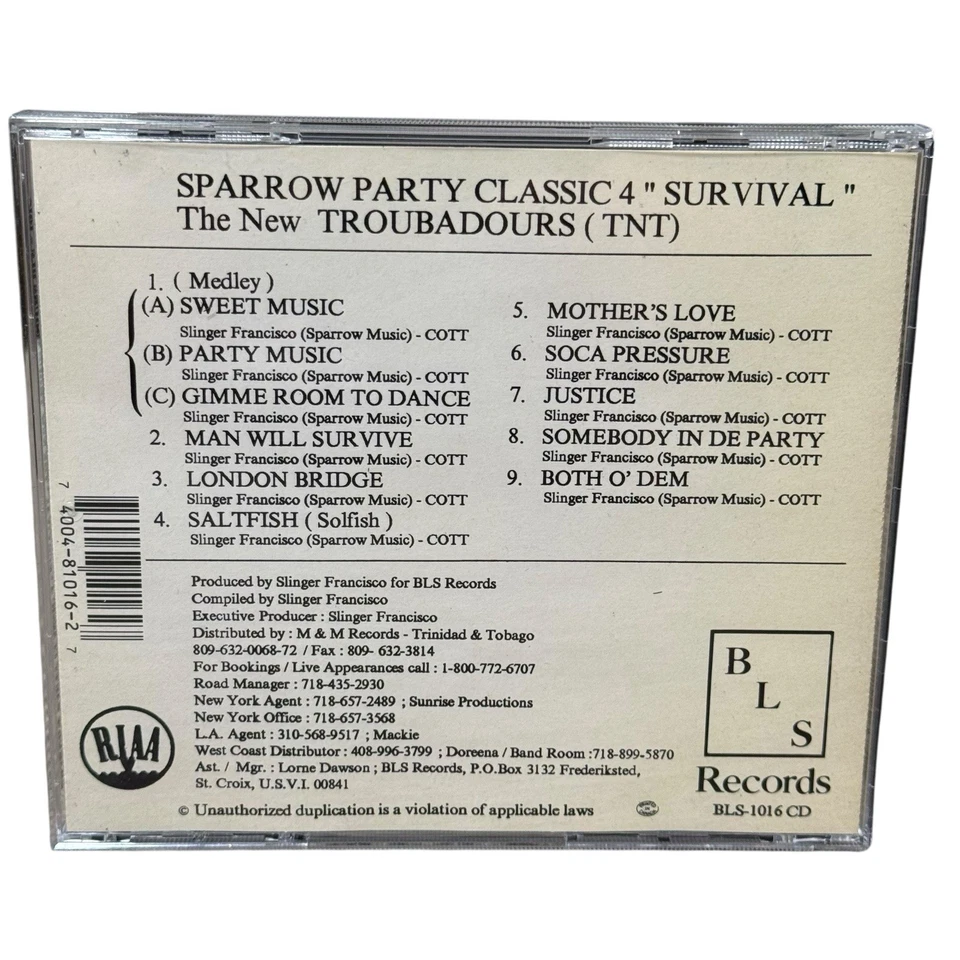 SPARROW PARTY CLASSIC 4 " SURVIVAL "
The New TROUBADOURS ( TNT)
1. ( Medley )
(A) SWEET MUSIC
Slinger Francisco (Sparrow Music) - COTT
(B) PARTY MUSIC
Slinger Francisco (Sparrow Music) - COTT
(C) GIMME ROOM TO DANCE
Slinger Francisco (Sparrow Music) - COTT
2. MAN WILL SURVIVE
Slinger Francisco (Sparrow Music) - COTT
3. LONDON BRIDGE
Slinger Francisco (Sparrow Music) - COTT
4. SALTFISH ( Solfish )
Slinger Francisco (Sparrow Music) - COTT
5. MOTHER'S LOVE
Slinger Francisco (Sparrow Music) - COTT
6. SOCA PRESSURE
Slinger Francisco (Sparrow Music) - COTT
7. JUSTICE
Slinger Francisco (Sparrow Music) - COTT
8. SOMEBODY IN DE PARTY
Slinger Francisco (Sparrow Music) - COTT
9. BOTH O' DEM
Slinger Francisco (Sparrow Music) - COTT
7 4004-81016-2 7
Produced by Slinger Francisco for BLS Records
Compiled by Slinger Francisco
Executive Producer : Slinger Francisco
Distributed by : M & M Records - Trinidad & Tobago
809-632-0068-72 / Fax : 809- 632-3814
For Bookings / Live Appearances call : 1-800-772-6707
Road Manager : 718-435-2930
New York Agent : 718-657-2489 ; Sunrise Productions
New York Office : 718-657-3568
L.A. Agent : 310-568-9517 ; Mackie
West Coast Distributor : 408-996-3799 ; Doreena / Band Room :718-899-5870
Ast. / Mgr. : Lorne Dawson ; BLS Records, P.O.Box 3132 Frederiksted,
St. Croix, U.S.V.I. 00841
© Unauthorized duplication is a violation of applicable laws
RIAA
B
L
S
Records
BLS-1016 CD